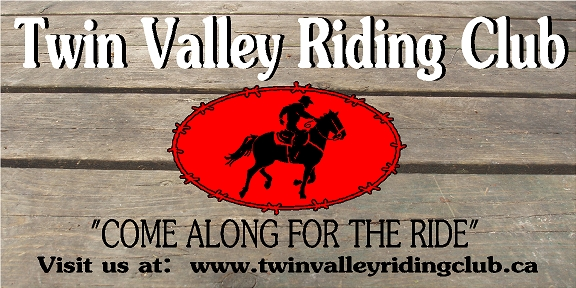 Twin Valley Riding Club
"COME ALONG FOR THE RIDE"
Visit us at: www.twinvalleyridingclub.ca